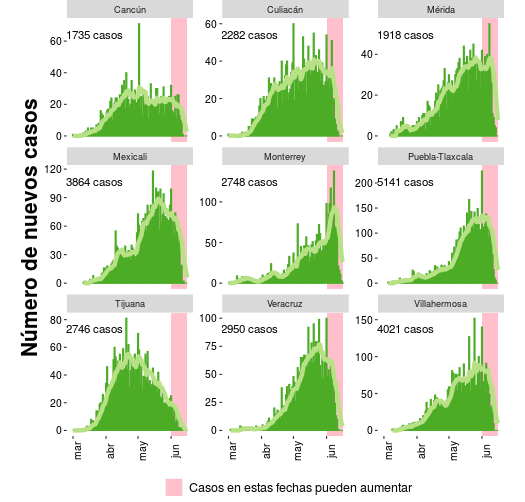 Número de nuevos casos
Cancún
Culiacán
Mérida
1735 casos
2282 casos
1918 casos
60
40
20
0
60
40
20
0
40
20
0
Mexicali
Monterrey
Puebla-Tlaxcala
3864 casos
2748 casos
5141 casos
120
90
60
30
0
100
50
0
200
150
100
50
0
Tijuana
Veracruz
Villahermosa
2746 casos
2950 casos
4021 casos
80
60
40
20
0
100
75
50
25
0
150
100
50
0
mar
abr
may
jun
mar
abr
may
jun
mar
abr
may
jun
Casos en estas fechas pueden aumentar